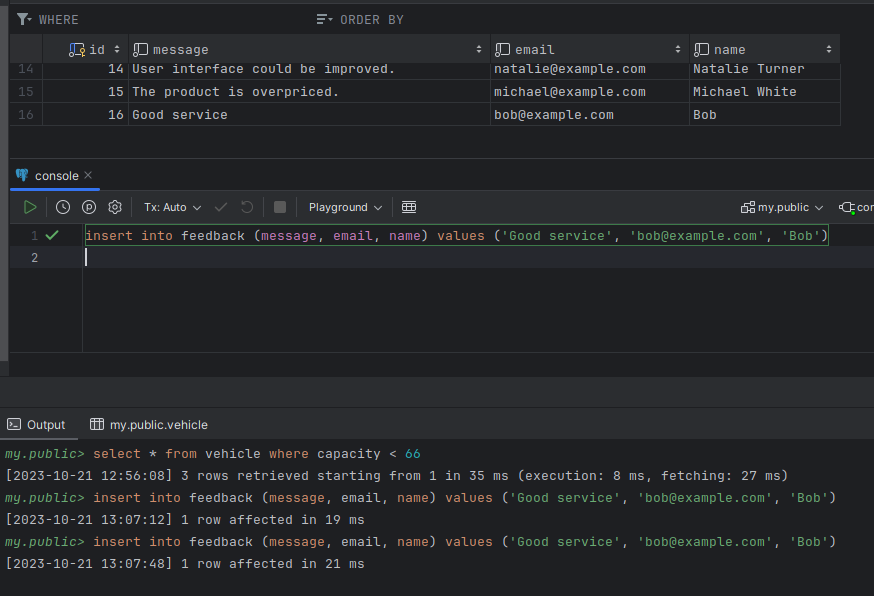 WHERE ORDER BY
id message email name
14 14 User interface could be improved. natalie@example.com Natalie Turner
15 15 The product is overpriced. michael@example.com Michael White
16 16 Good service bob@example.com Bob
console
Tx: Auto Playground my.public con
1 insert into feedback (message, email, name) values ('Good service', 'bob@example.com', 'Bob')
2
Output my.public.vehicle
my.public> select * from vehicle where capacity < 66
[2023-10-21 12:56:08] 3 rows retrieved starting from 1 in 35 ms (execution: 8 ms, fetching: 27 ms)
my.public> insert into feedback (message, email, name) values ('Good service', 'bob@example.com', 'Bob')
[2023-10-21 13:07:12] 1 row affected in 19 ms
my.public> insert into feedback (message, email, name) values ('Good service', 'bob@example.com', 'Bob')
[2023-10-21 13:07:48] 1 row affected in 21 ms